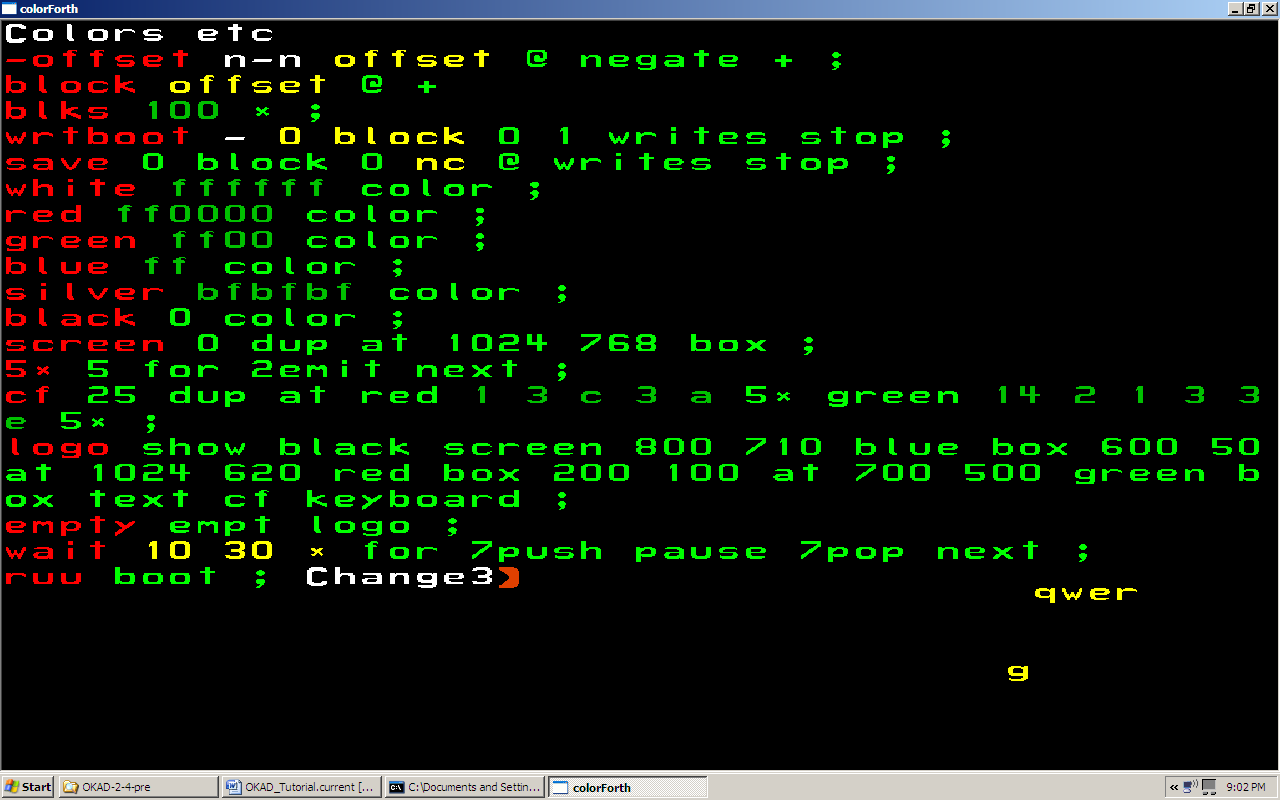 colorForth
Colors etc
-offset n-n offset @ negate + ;
block offset @ +
blks 100 * ;
wrtboot - 0 block 0 1 writes stop ;
save 0 block 0 nc @ writes stop ;
white ffffff color ;
red ff0000 color ;
green ff00 color ;
blue ff color ;
silver bfbfbf color ;
black 0 color ;
screen 0 dup at 1024 768 box ;
5* 5 for 2emit next ;
cf 25 dup at red 1 3 c 3 a 5* green 14 2 1 3 3
e 5* ;
logo show black screen 800 710 blue box 600 50
at 1024 620 red box 200 100 at 700 500 green b
ox text cf keyboard ;
empty empt logo ;
wait 10 30 * for 7push pause 7pop next ;
ruu boot ; Change3
qwer
g
Start OKAD-2-4-pre OKAD_Tutorial.current [... C:\Documents and Settin... colorForth « 9:02 PM